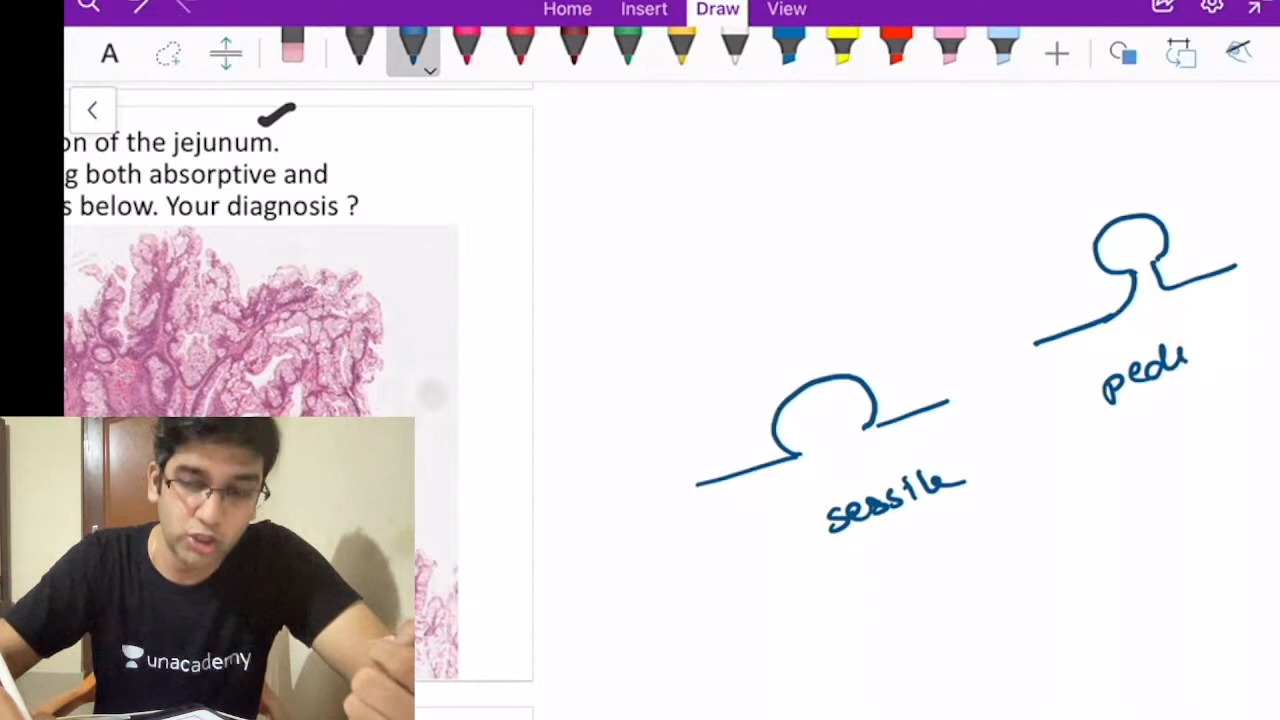 Home Insert Draw View
A
on of the jejunum.
g both absorptive and
s below. Your diagnosis ?
pedu
sessile
unacademy